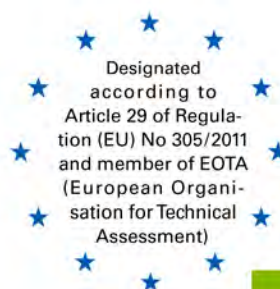 Designated
according to
Article 29 of Regula-
tion (EU) No 305/2011
and member of EOTA
(European Organi-
sation for Technical
Assessment)